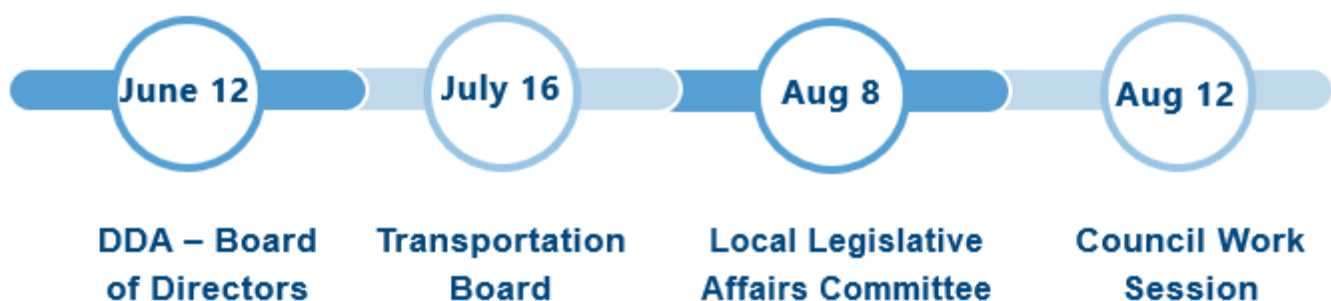 June 12
July 16
Aug 8
Aug 12
DDA – Board
of Directors
Transportation
Board
Local Legislative
Affairs Committee
Council Work
Session